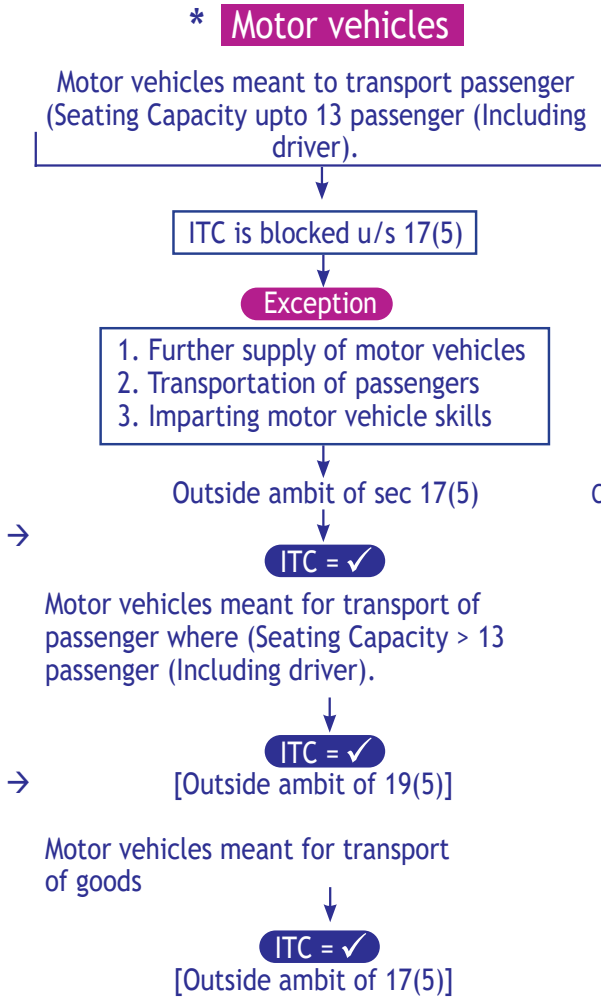 * Motor vehicles
Motor vehicles meant to transport passenger
(Seating Capacity upto 13 passenger (Including
driver).
ITC is blocked u/s 17(5)
Exception
1. Further supply of motor vehicles
2. Transportation of passengers
3. Imparting motor vehicle skills
Outside ambit of sec 17(5)
→
ITC = ✓
Motor vehicles meant for transport of
passenger where (Seating Capacity > 13
passenger (Including driver).
ITC = ✓
→
[Outside ambit of 19(5)]
Motor vehicles meant for transport
of goods
ITC = ✓
[Outside ambit of 17(5)]